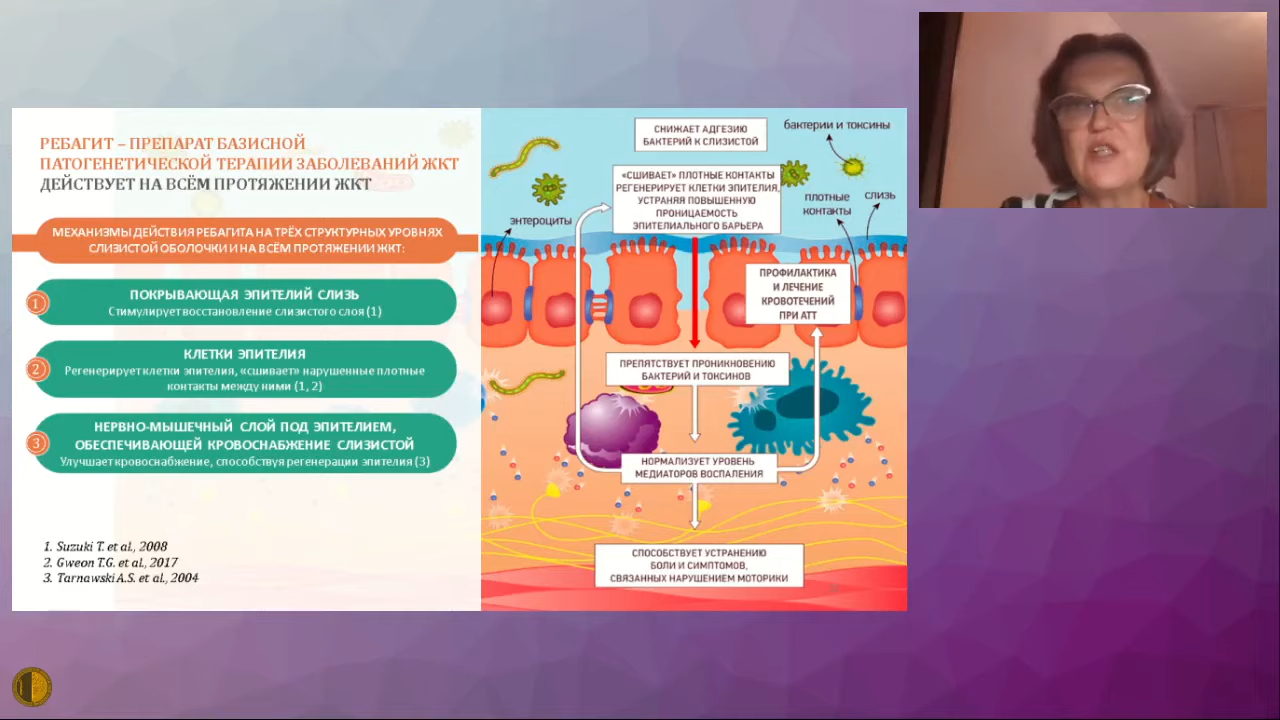 РЕБАГИТ – ПРЕПАРАТ БАЗИСНОЙ
ПАТОГЕНЕТИЧЕСКОЙ ТЕРАПИИ ЗАБОЛЕВАНИЙ ЖКТ
ДЕЙСТВУЕТ НА ВСЁМ ПРОТЯЖЕНИИ ЖКТ
МЕХАНИЗМЫ ДЕЙСТВИЯ РЕБАГИТА НА ТРЁХ СТРУКТУРНЫХ УРОВНЯХ
СЛИЗИСТОЙ ОБОЛОЧКИ И НА ВСЁМ ПРОТЯЖЕНИИ ЖКТ:
1
ПОКРЫВАЮЩАЯ ЭПИТЕЛИЙ СЛИЗЬ
Стимулирует восстановление слизистого слоя (1)
2
КЛЕТКИ ЭПИТЕЛИЯ
Регенерирует клетки эпителия, «сшивает» нарушенные плотные
контакты между ними (1, 2)
3
НЕРВНО-МЫШЕЧНЫЙ СЛОЙ ПОД ЭПИТЕЛИЕМ,
ОБЕСПЕЧИВАЮЩЕЙ КРОВОСНАБЖЕНИЕ СЛИЗИСТОЙ
Улучшает кровоснабжение, способствуя регенерации эпителия (3)
1. Suzuki T. et al., 2008
2. Gweon T.G. et al., 2017
3. Tarnawski A.S. et al., 2004
СНИЖАЕТ АДГЕЗИЮ
БАКТЕРИЙ К СЛИЗИСТОЙ
бактерии и токсины
«СШИВАЕТ» ПЛОТНЫЕ КОНТАКТЫ
РЕГЕНЕРИРУЕТ КЛЕТКИ ЭПИТЕЛИЯ,
УСТРАНЯЯ ПОВЫШЕННУЮ
ПРОНИЦАЕМОСТЬ
ЭПИТЕЛИАЛЬНОГО БАРЬЕРА
энтероциты
плотные
контакты
слизь
ПРОФИЛАКТИКА
И ЛЕЧЕНИЕ
КРОВОТЕЧЕНИЙ
ПРИ АТТ
ПРЕПЯТСТВУЕТ ПРОНИКНОВЕНИЮ
БАКТЕРИЙ И ТОКСИНОВ
НОРМАЛИЗУЕТ УРОВЕНЬ
МЕДИАТОРОВ ВОСПАЛЕНИЯ
СПОСОБСТВУЕТ УСТРАНЕНИЮ
БОЛИ И СИМПТОМОВ,
СВЯЗАННЫХ НАРУШЕНИЕМ МОТОРИКИ